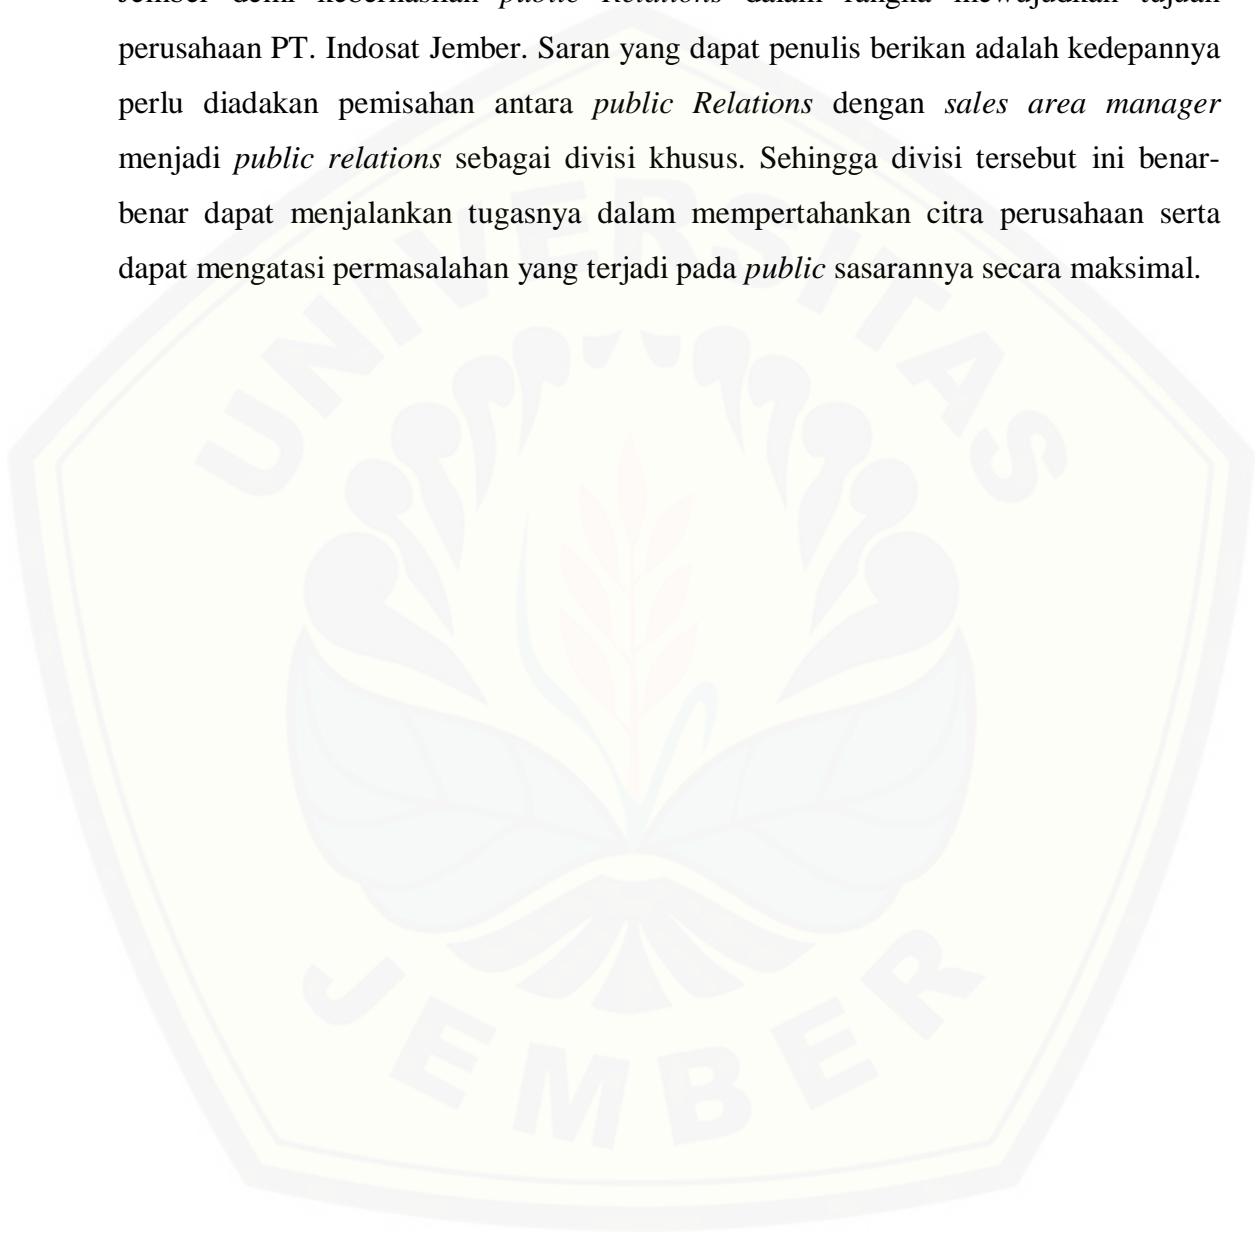 Jember demi keberhasilan public Relations dalam rangka mewujudkan tujuan
perusahaan PT. Indosat Jember. Saran yang dapat penulis berikan adalah kedepannya
perlu diadakan pemisahan antara public Relations dengan sales area manager
menjadi public relations sebagai divisi khusus. Sehingga divisi tersebut ini benar-
benar dapat menjalankan tugasnya dalam mempertahankan citra perusahaan serta
dapat mengatasi permasalahan yang terjadi pada public sasarannya secara maksimal.
UNIVERSITAS
JEMBER